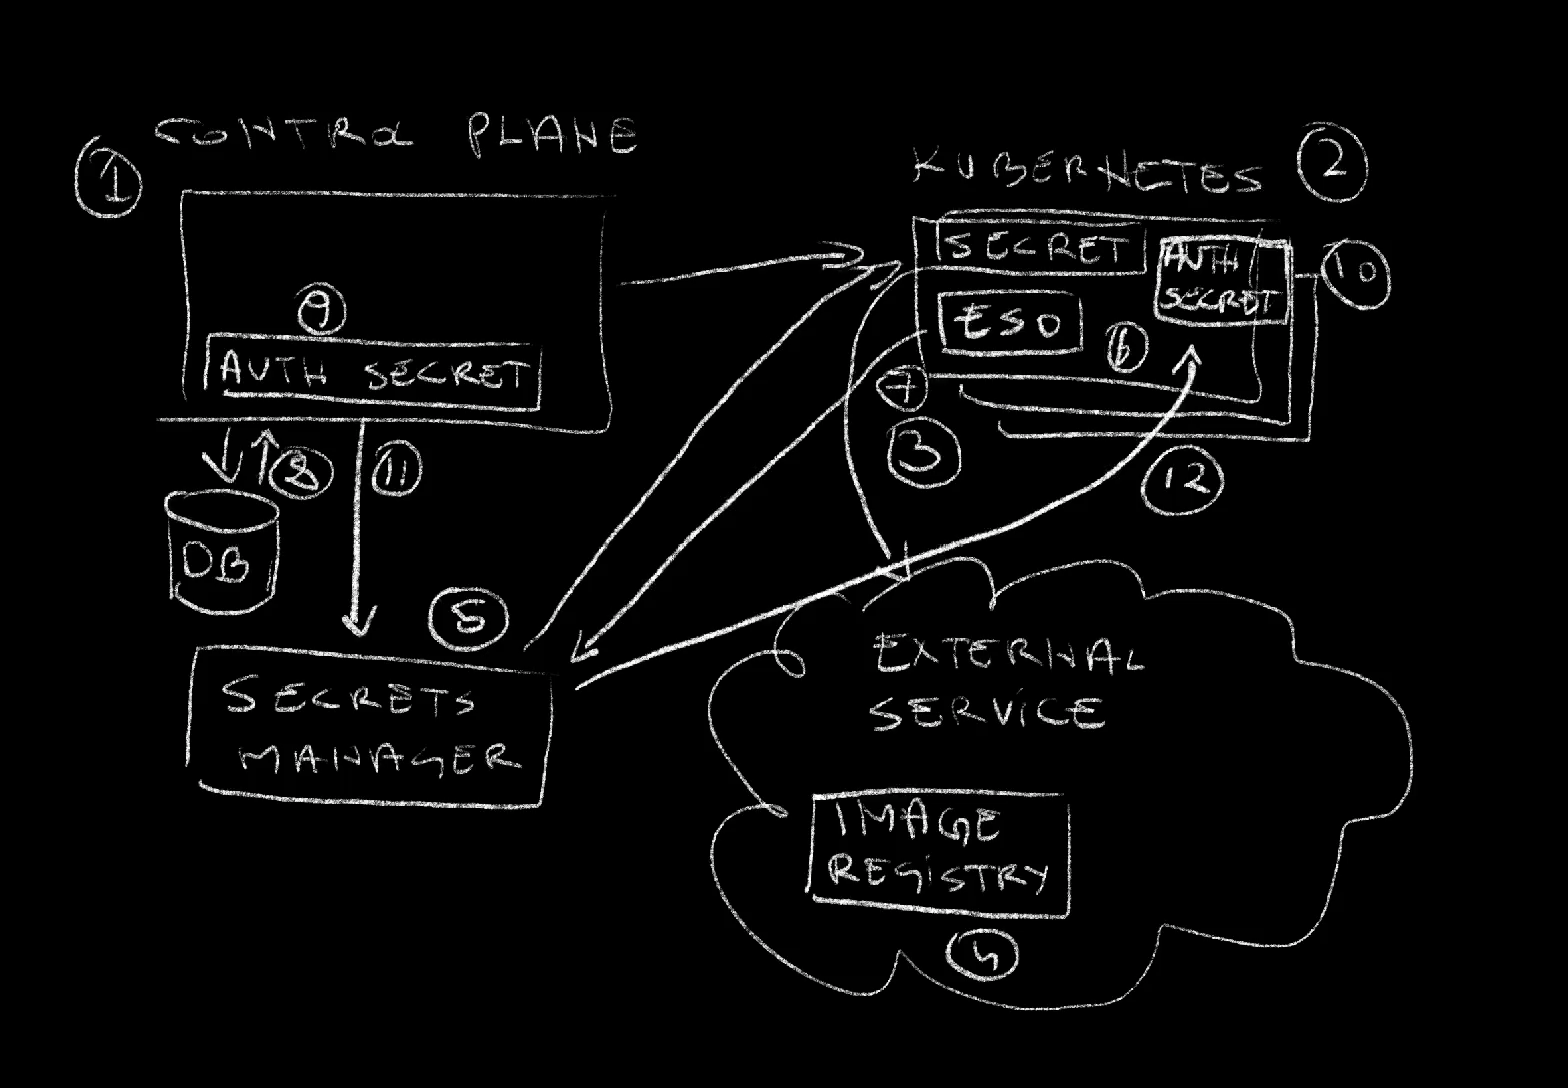 1
CONTROL PLANE
9
AUTH SECRET
8
11
DB
5
SECRETS
MANAGER
KUBERNETES
2
SECRET
AUTH
SECRET
10
ESO
6
7
3
12
EXTERNAL
SERVICE
IMAGE
REGISTRY
4